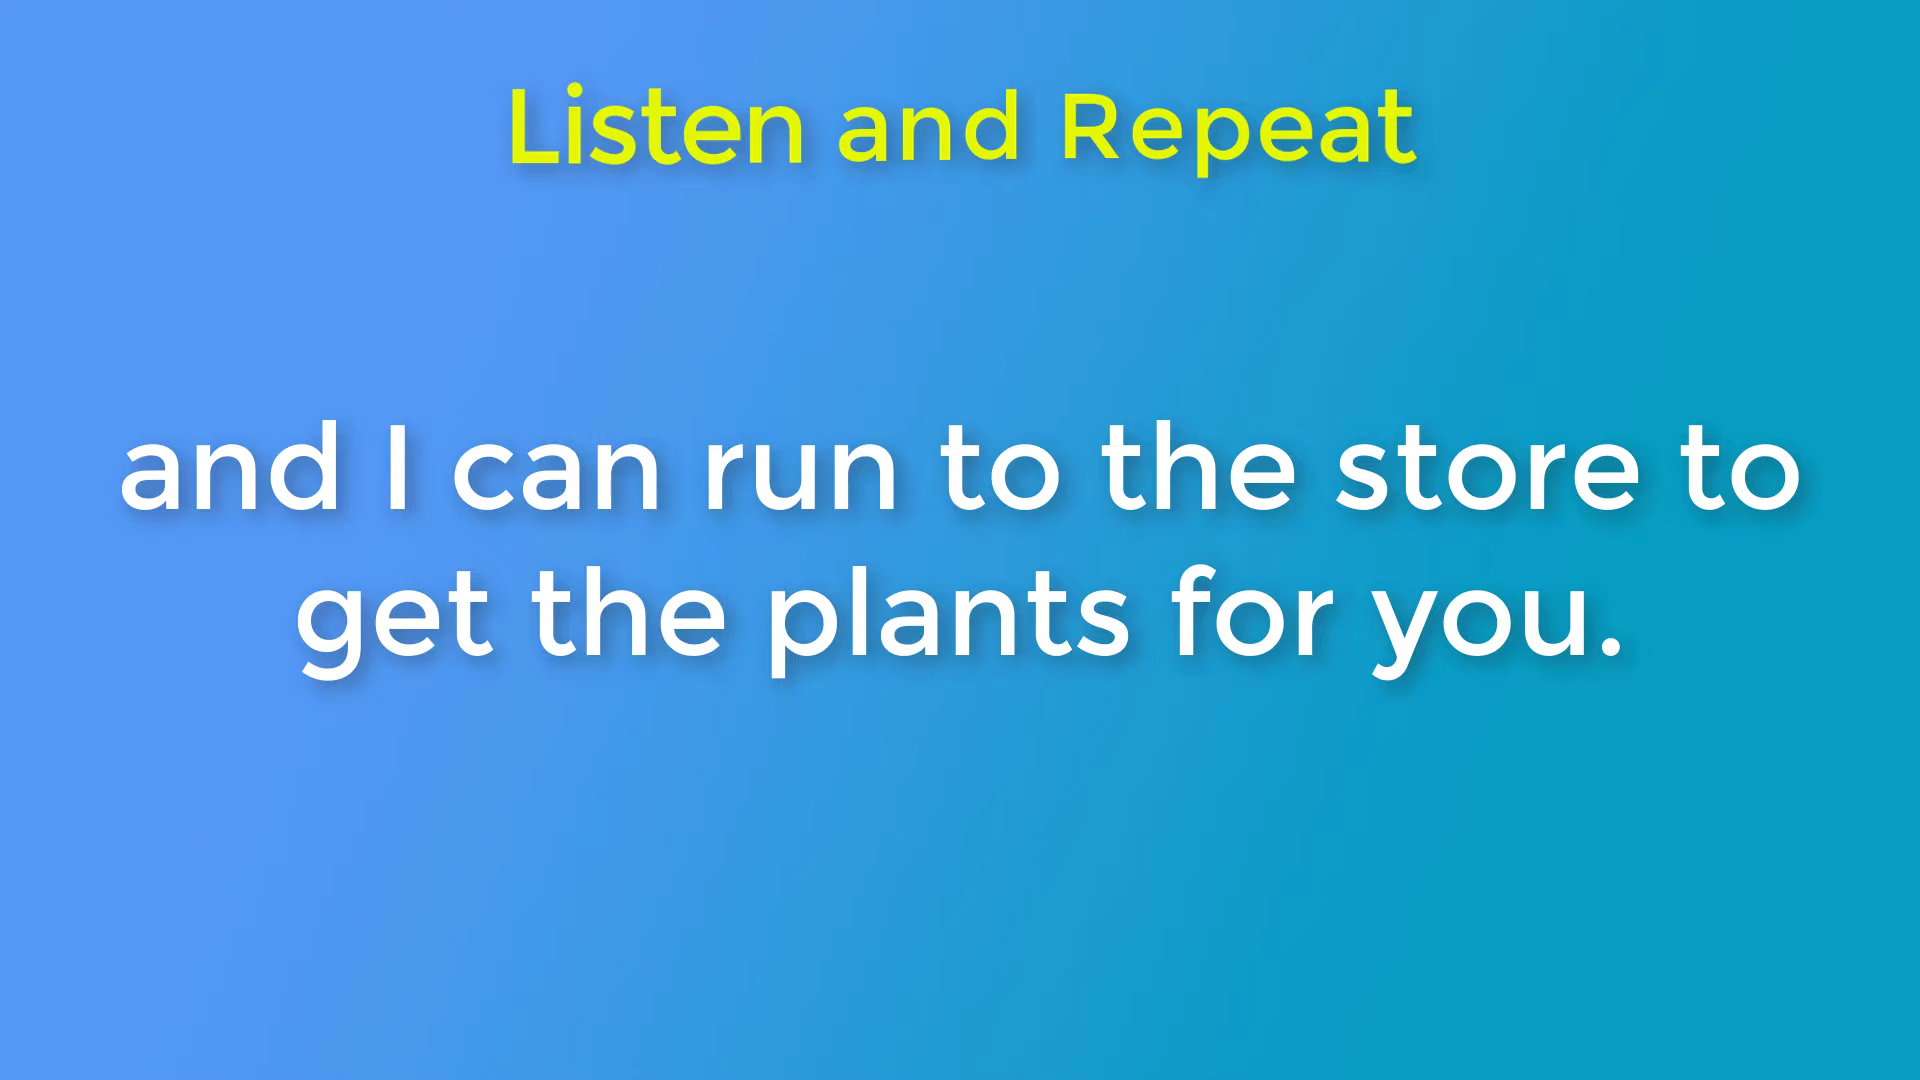 Listen and Repeat
and I can run to the store to
get the plants for you.